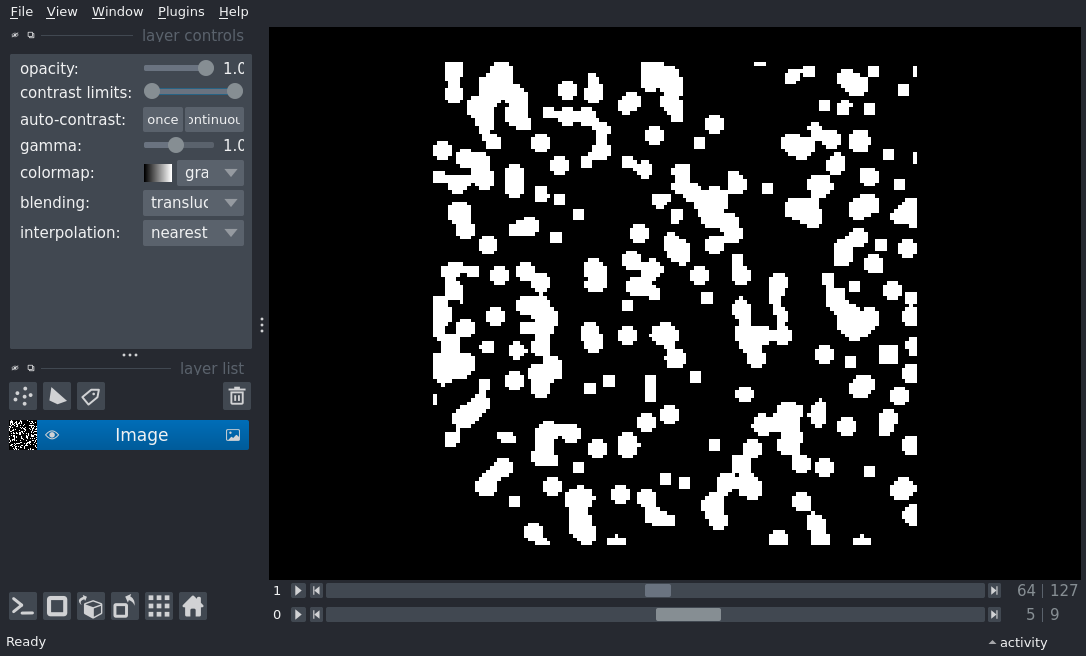 File View Window Plugins Help
layer controls
opacity: 1.0
contrast limits:
auto-contrast: once ontinuou
gamma: 1.0
colormap: gra
blending: transluc
interpolation: nearest
layer list
Image
1 64 | 127
0 5 | 9
Ready activity